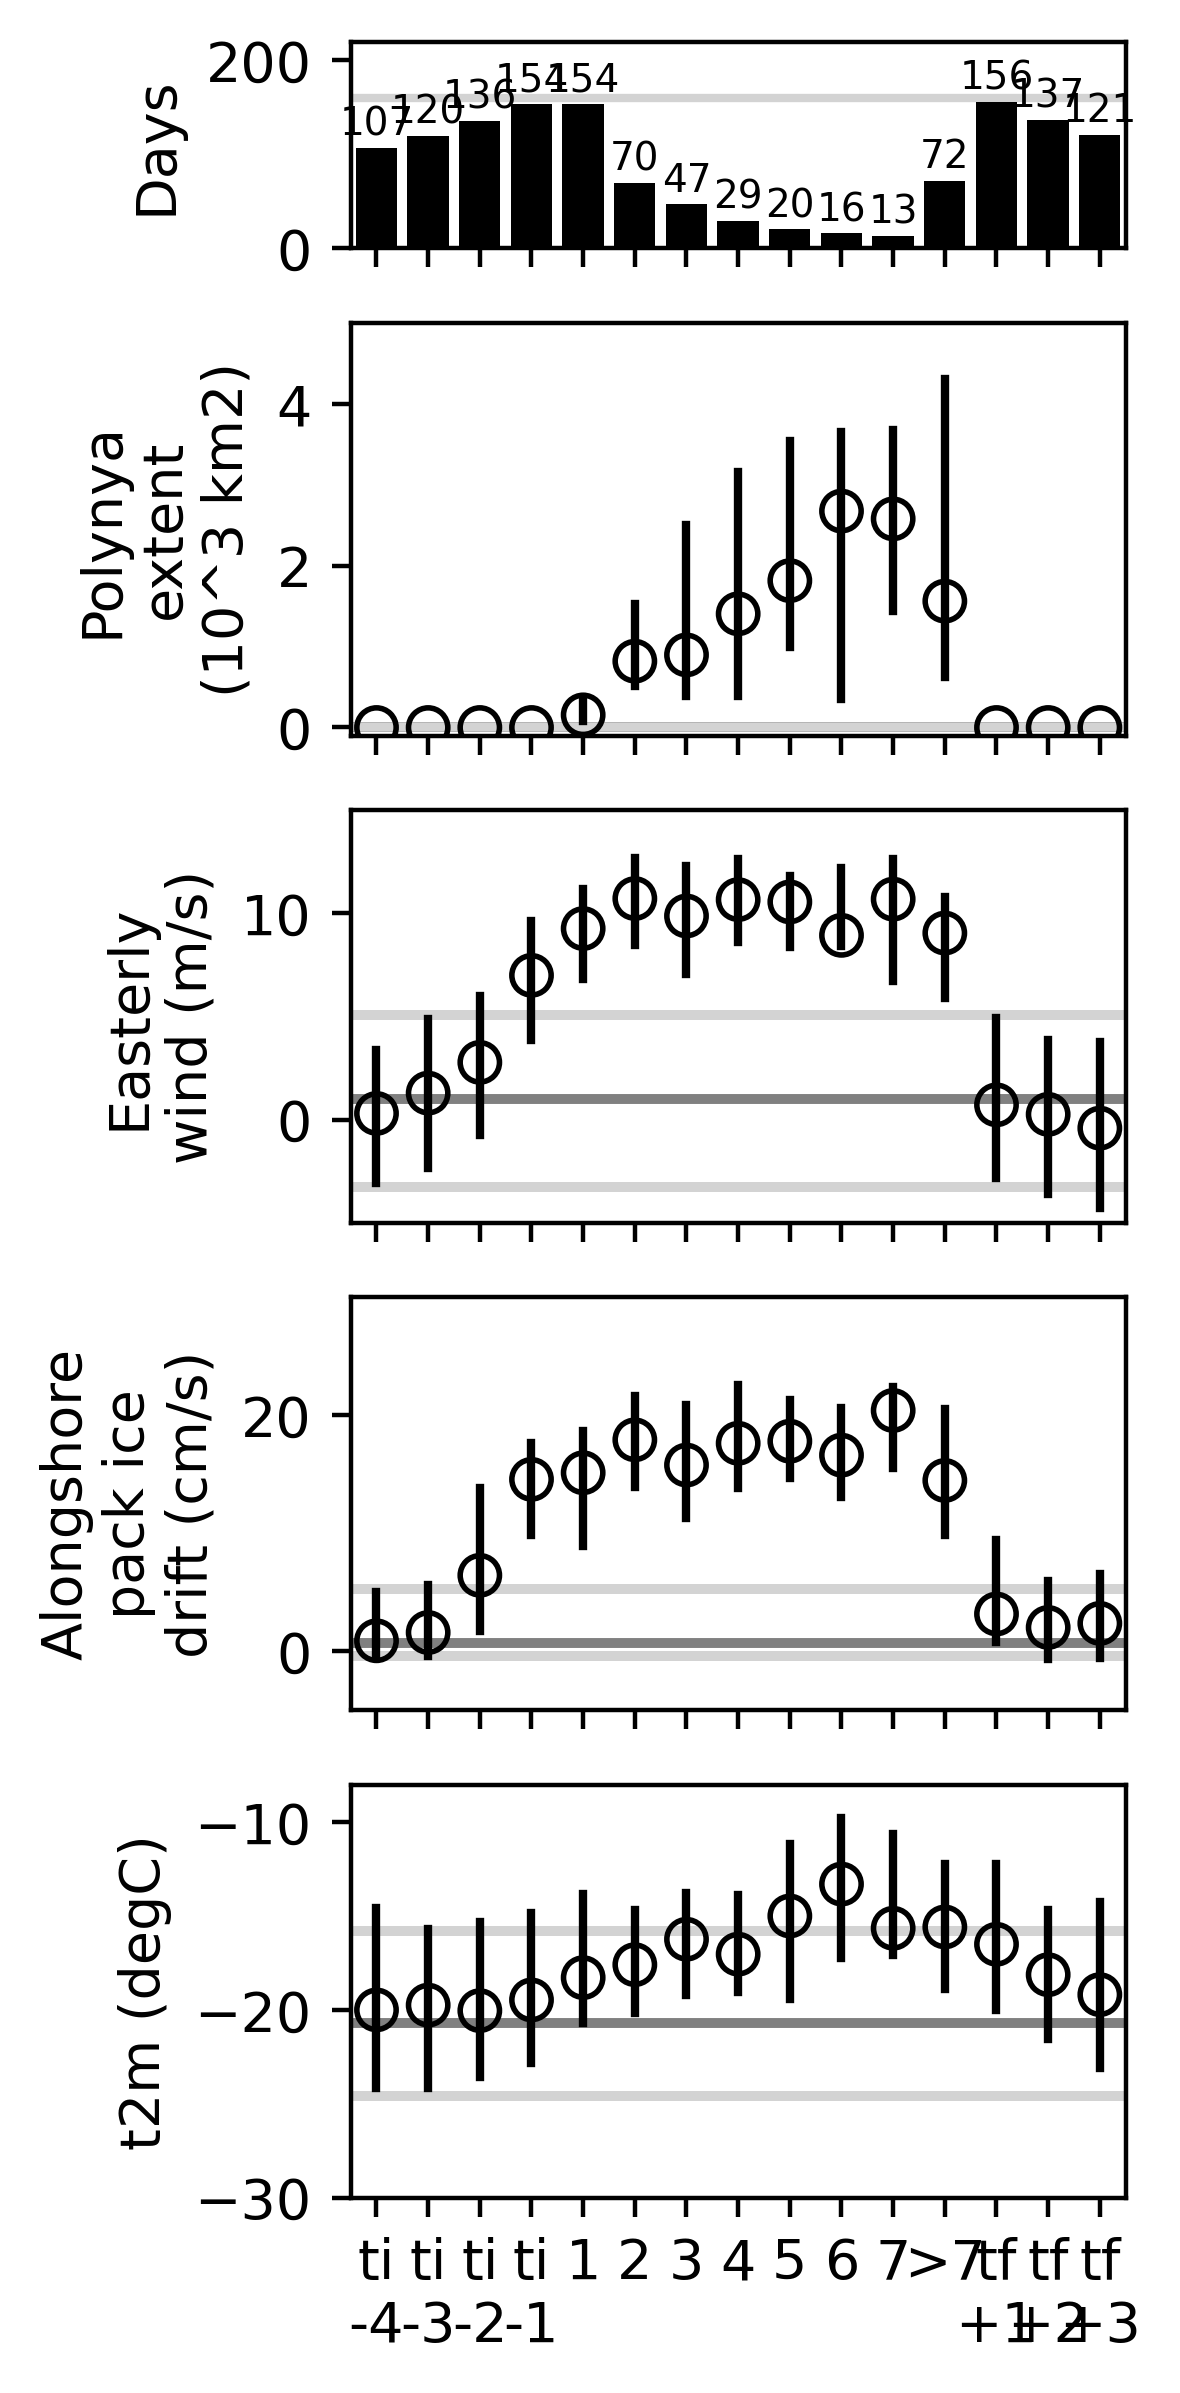 200
0
Days
107 120 136 154 154 70 47 29 20 16 13 72 156 137 121
Polynya
extent
(10^3 km2)
4
2
0
Easterly
wind (m/s)
10
0
Alongshore
pack ice
drift (cm/s)
20
0
t2m (degC)
−10
−20
−30
ti ti ti ti 1 2 3 4 5 6 7 >7 tf tf tf
-4 -3 -2 -1 +1 +2 +3